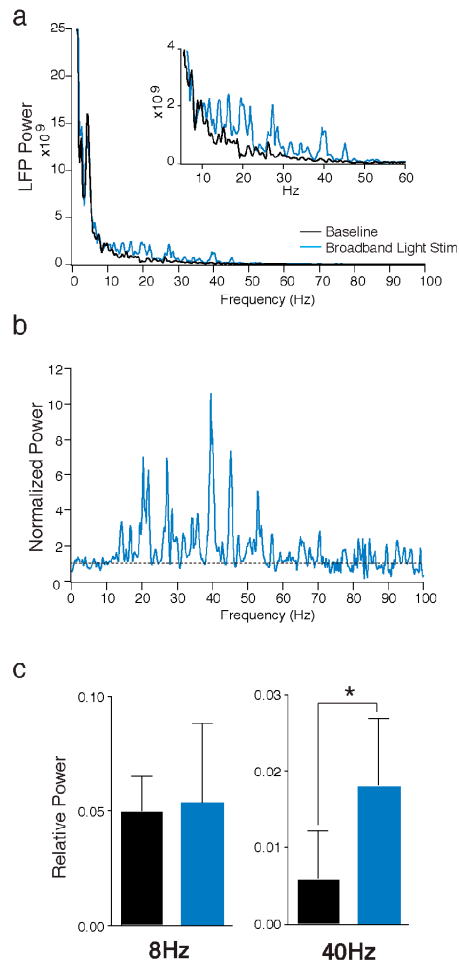 a
25
20
15
10
5
0
LFP Power
x10^9
4
2
0
x10^9
10 20 30 40 50 60
Hz
Baseline
Broadband Light Stim
0 10 20 30 40 50 60 70 80 90 100
Frequency (Hz)
b
12
10
8
6
4
2
0
Normalized Power
0 10 20 30 40 50 60 70 80 90 100
Frequency (Hz)
c
Relative Power
0.10
0.05
0.00
8Hz
0.03
0.02
0.01
0.00
*
40Hz